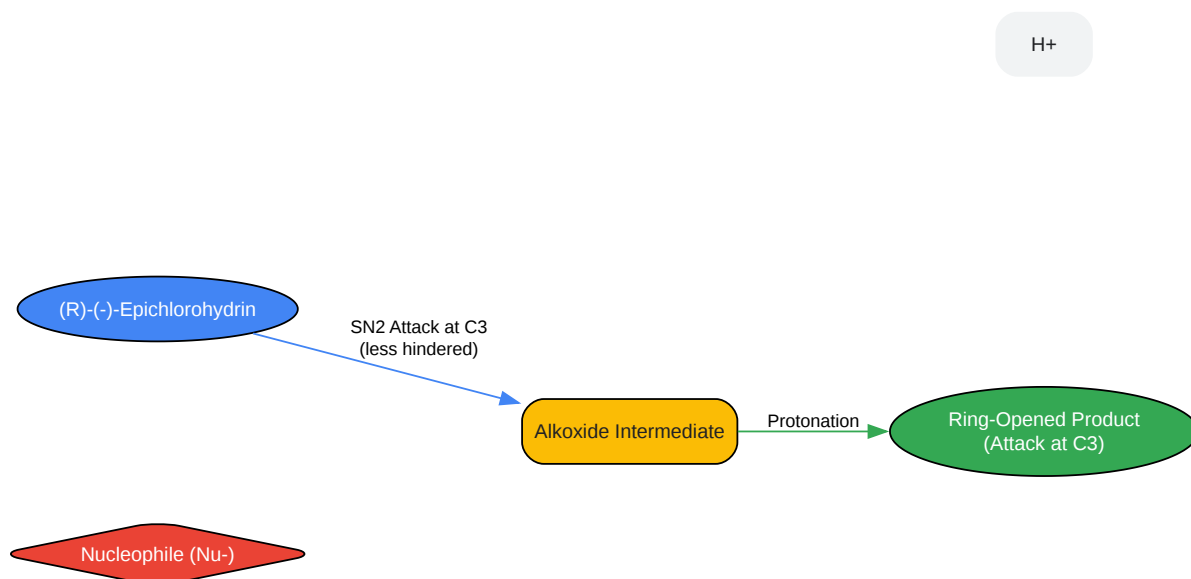 H+
(R)-(-)-Epichlorohydrin
SN2 Attack at C3
(less hindered)
Alkoxide Intermediate
Protonation
Ring-Opened Product
(Attack at C3)
Nucleophile (Nu-)